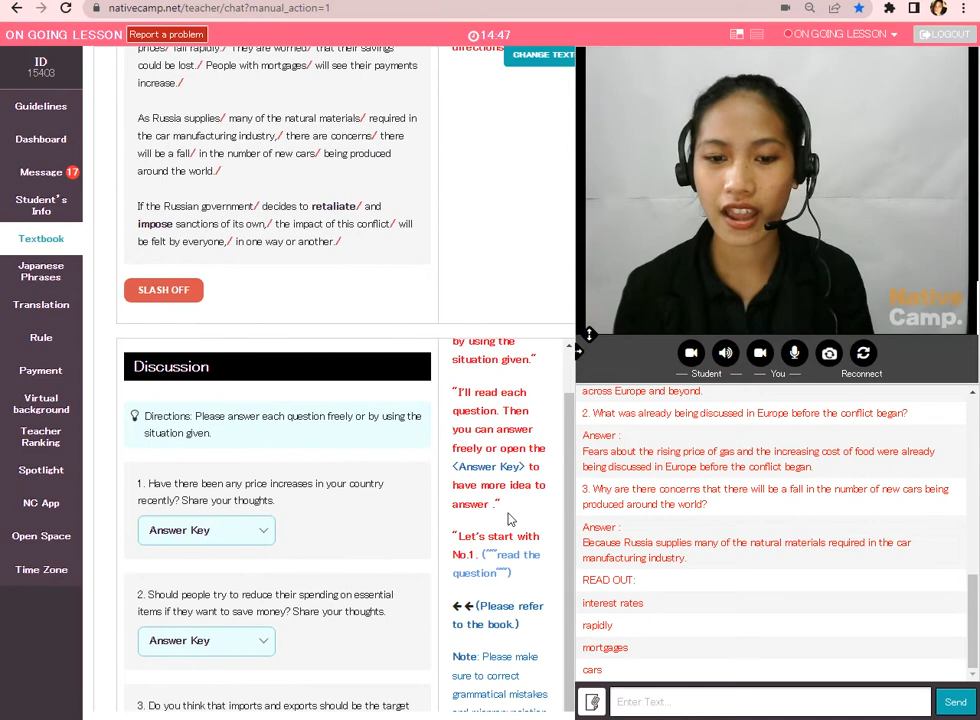 nativecamp.net/teacher/chat?manual_action=1
ON GOING LESSON
Report a problem
14:47
ON GOING LESSON
LOGOUT
ID
15403
Guidelines
Dashboard
Message 17
Student's
Info
Textbook
Japanese
Phrases
Translation
Rule
Payment
Virtual
background
Teacher
Ranking
Spotlight
NC App
Open Space
Time Zone
prices/ fall rapidly./ They are worried/ that their savings
could be lost./ People with mortgages/ will see their payments
increase./
As Russia supplies/ many of the natural materials/ required in
the car manufacturing industry,/ there are concerns/ there
will be a fall/ in the number of new cars/ being produced
around the world./
If the Russian government/ decides to retaliate/ and
impose sanctions of its own,/ the impact of this conflict/ will
be felt by everyone,/ in one way or another./
SLASH OFF
directions
CHANGE TEXT
Discussion
Directions: Please answer each question freely or by using the
situation given.
1. Have there been any price increases in your country
recently? Share your thoughts.
Answer Key
2. Should people try to reduce their spending on essential
items if they want to save money? Share your thoughts.
Answer Key
3. Do you think that imports and exports should be the target
by using the
situation given."
"I'll read each
question. Then
you can answer
freely or open the
<Answer Key> to
have more idea to
answer ."
"Let's start with
No.1. (~~~read the
question~~~)
←←(Please refer
to the book.)
Note: Please make
sure to correct
grammatical mistakes
and mispronunciation
Native
Camp.
Student
You
Reconnect
across Europe and beyond.
2. What was already being discussed in Europe before the conflict began?
Answer :
Fears about the rising price of gas and the increasing cost of food were already
being discussed in Europe before the conflict began.
3. Why are there concerns that there will be a fall in the number of new cars being
produced around the world?
Answer :
Because Russia supplies many of the natural materials required in the car
manufacturing industry.
READ OUT:
interest rates
rapidly
mortgages
cars
Enter Text...
Send